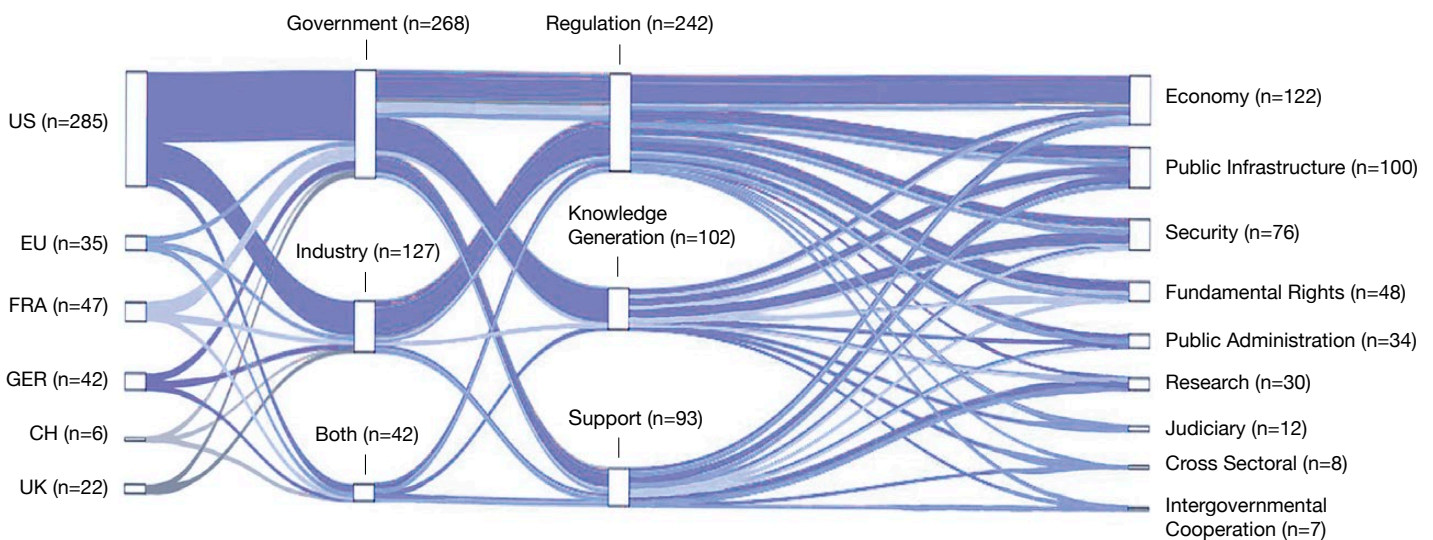 Government (n=268)
Regulation (n=242)
US (n=285)
EU (n=35)
FRA (n=47)
GER (n=42)
CH (n=6)
UK (n=22)
Industry (n=127)
Both (n=42)
Knowledge
Generation (n=102)
Support (n=93)
Economy (n=122)
Public Infrastructure (n=100)
Security (n=76)
Fundamental Rights (n=48)
Public Administration (n=34)
Research (n=30)
Judiciary (n=12)
Cross Sectoral (n=8)
Intergovernmental
Cooperation (n=7)